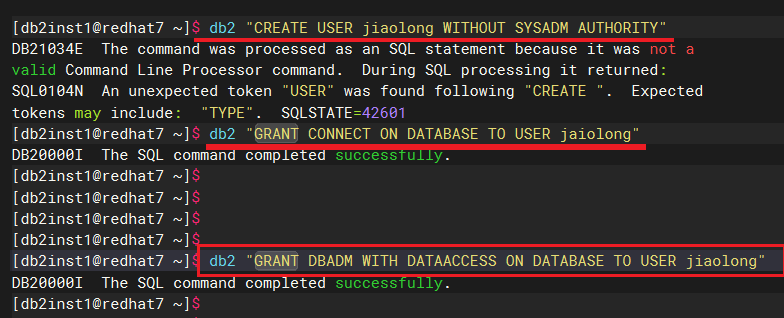 [db2inst1@redhat7 ~]$ db2 "CREATE USER jiaolong WITHOUT SYSADM AUTHORITY"
DB21034E  The command was processed as an SQL statement because it was not a
valid Command Line Processor command.  During SQL processing it returned:
SQL0104N  An unexpected token "USER" was found following "CREATE ".  Expected
tokens may include:  "TYPE".  SQLSTATE=42601
[db2inst1@redhat7 ~]$ db2 "GRANT CONNECT ON DATABASE TO USER jaiolong"
DB20000I  The SQL command completed successfully.
[db2inst1@redhat7 ~]$
[db2inst1@redhat7 ~]$
[db2inst1@redhat7 ~]$
[db2inst1@redhat7 ~]$ db2 "GRANT DBADM WITH DATAACCESS ON DATABASE TO USER jiaolong"
DB20000I  The SQL command completed successfully.
[db2inst1@redhat7 ~]$